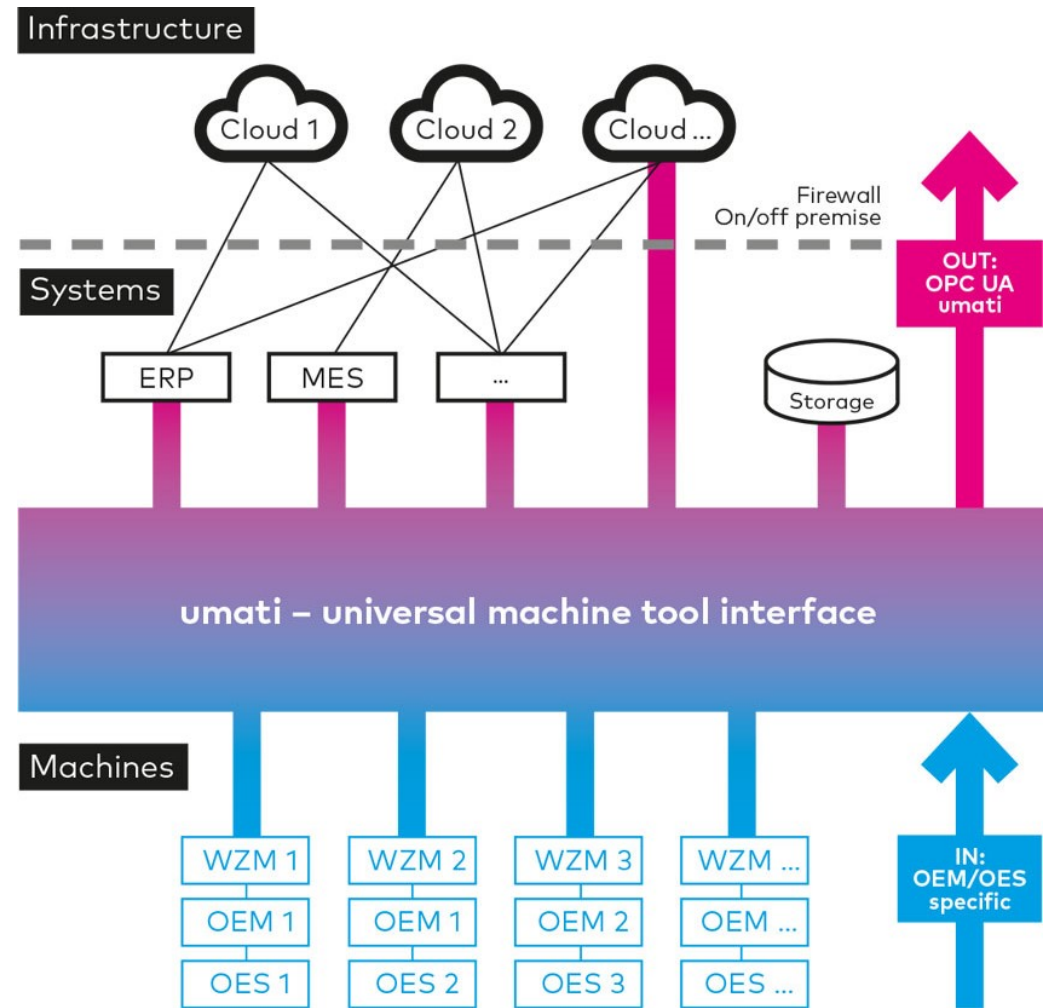 Infrastructure
Cloud 1
Cloud 2
Cloud ...
Firewall
On/off premise
OUT:
OPC UA
umati
Systems
ERP
MES
...
Storage
umati – universal machine tool interface
Machines
WZM 1
WZM 2
WZM 3
WZM ...
IN:
OEM/OES
specific
OEM 1
OEM 1
OEM 2
OEM ...
OES 1
OES 2
OES 3
OES ...